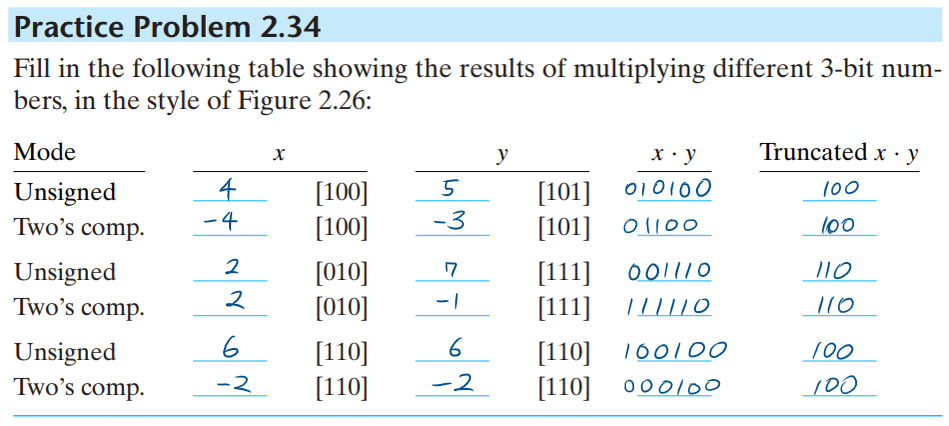 Practice Problem 2.34
Fill in the following table showing the results of multiplying different 3-bit num-
bers, in the style of Figure 2.26:
Mode x y x · y Truncated x · y
Unsigned 4 [100] 5 [101] 010100 100
Two's comp. -4 [100] -3 [101] 01100 100
Unsigned 2 [010] 7 [111] 001110 110
Two's comp. 2 [010] -1 [111] 111110 110
Unsigned 6 [110] 6 [110] 100100 100
Two's comp. -2 [110] -2 [110] 000100 100